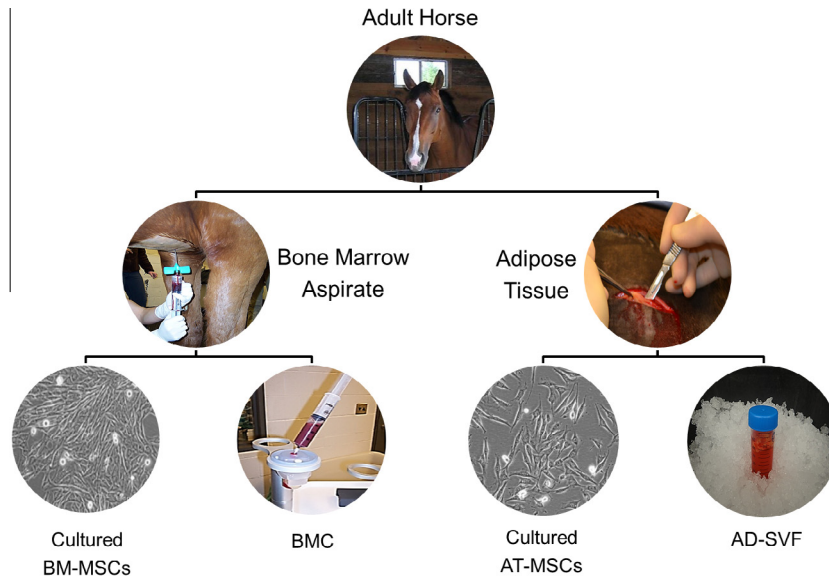 Adult Horse
Bone Marrow
Aspirate
Adipose
Tissue
Cultured
BM-MSCs
BMC
Cultured
AT-MSCs
AD-SVF